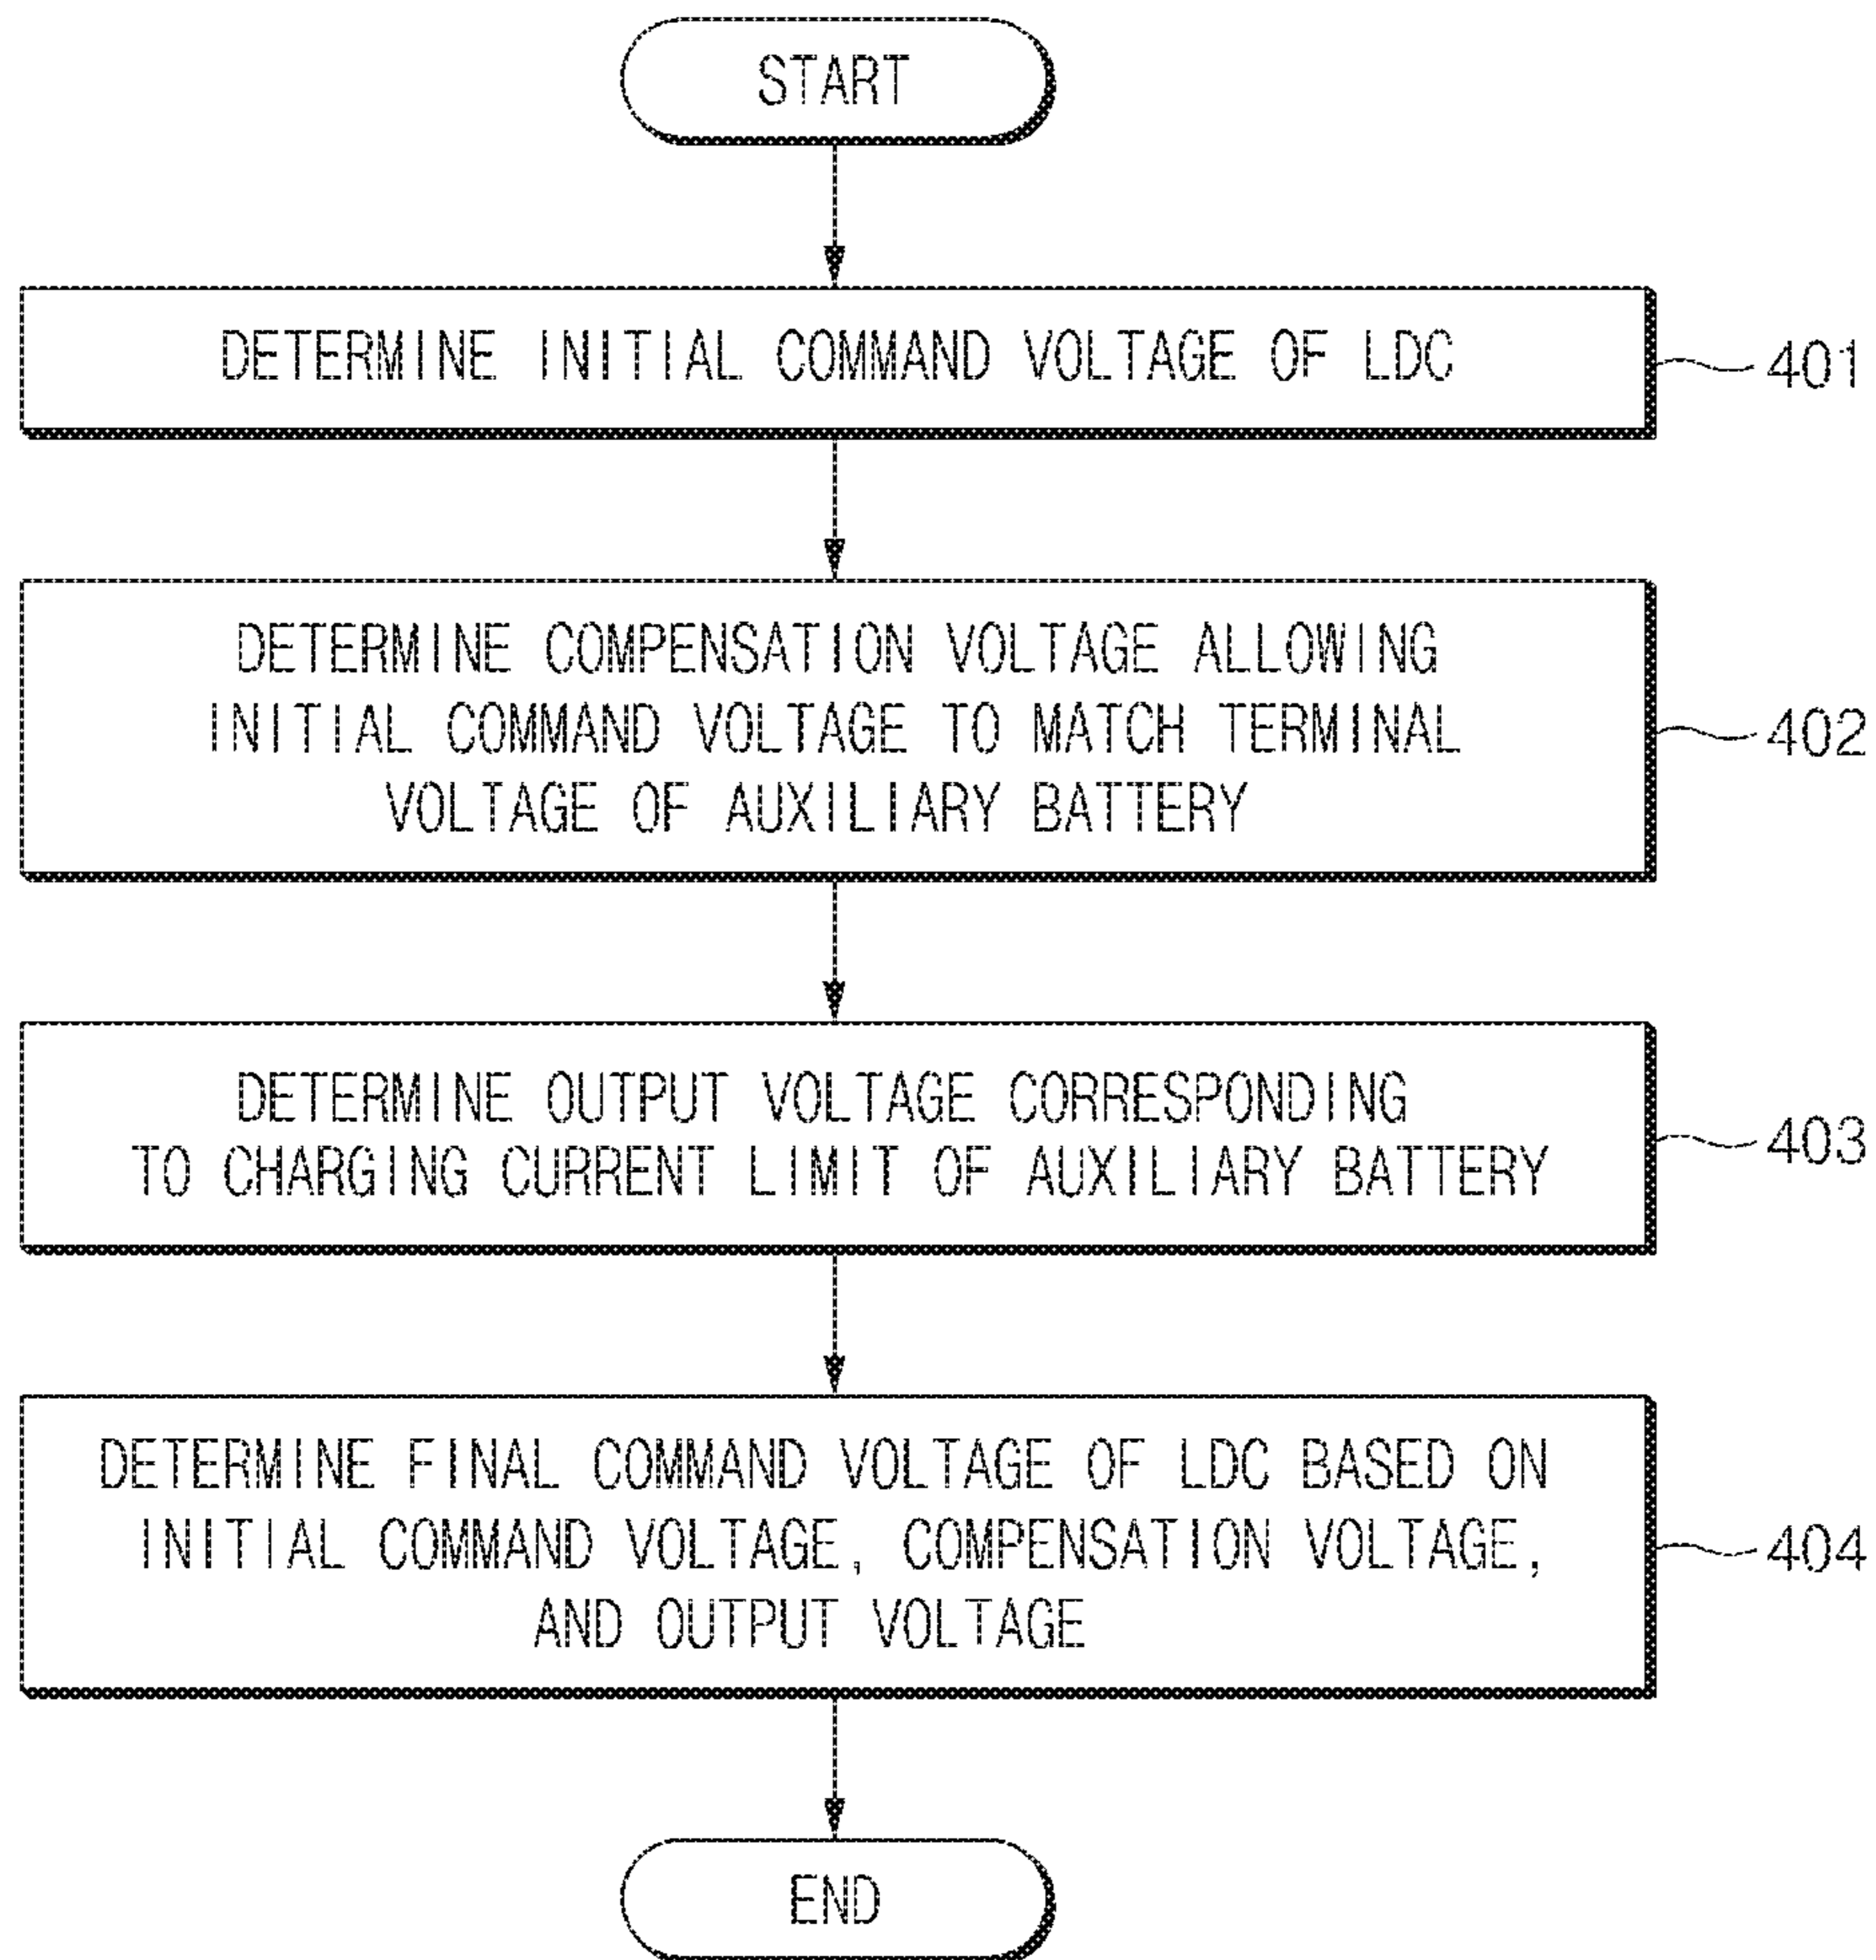 START
DETERMINE INITIAL COMMAND VOLTAGE OF LDC
401
DETERMINE COMPENSATION VOLTAGE ALLOWING
INITIAL COMMAND VOLTAGE TO MATCH TERMINAL
VOLTAGE OF AUXILIARY BATTERY
402
DETERMINE OUTPUT VOLTAGE CORRESPONDING
TO CHARGING CURRENT LIMIT OF AUXILIARY BATTERY
403
DETERMINE FINAL COMMAND VOLTAGE OF LDC BASED ON
INITIAL COMMAND VOLTAGE, COMPENSATION VOLTAGE,
AND OUTPUT VOLTAGE
404
END